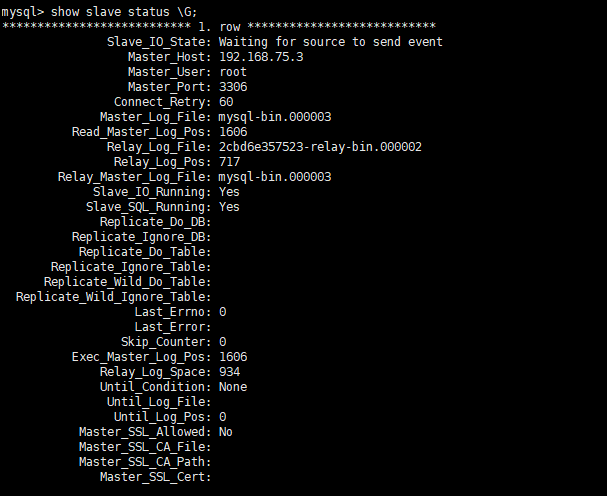 mysql> show slave status \G;
*************************** 1. row ***************************
Slave_IO_State: Waiting for source to send event
Master_Host: 192.168.75.3
Master_User: root
Master_Port: 3306
Connect_Retry: 60
Master_Log_File: mysql-bin.000003
Read_Master_Log_Pos: 1606
Relay_Log_File: 2cbd6e357523-relay-bin.000002
Relay_Log_Pos: 717
Relay_Master_Log_File: mysql-bin.000003
Slave_IO_Running: Yes
Slave_SQL_Running: Yes
Replicate_Do_DB:
Replicate_Ignore_DB:
Replicate_Do_Table:
Replicate_Ignore_Table:
Replicate_Wild_Do_Table:
Replicate_Wild_Ignore_Table:
Last_Errno: 0
Last_Error:
Skip_Counter: 0
Exec_Master_Log_Pos: 1606
Relay_Log_Space: 934
Until_Condition: None
Until_Log_File:
Until_Log_Pos: 0
Master_SSL_Allowed: No
Master_SSL_CA_File:
Master_SSL_CA_Path:
Master_SSL_Cert: